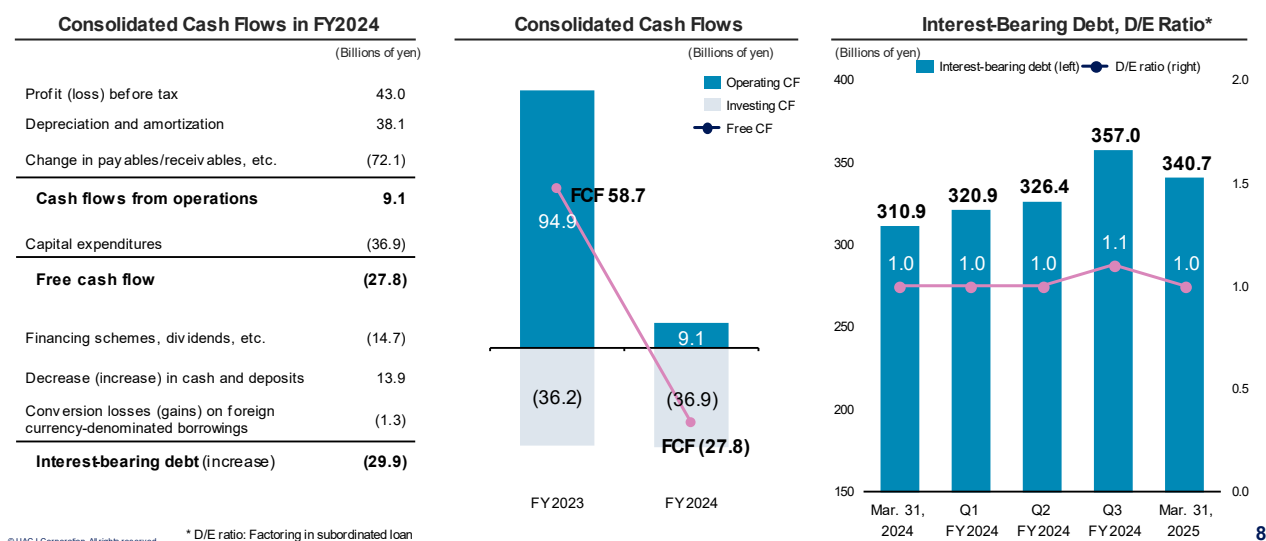 Consolidated Cash Flows in FY2024
(Billions of yen)
Profit (loss) before tax 43.0
Depreciation and amortization 38.1
Change in payables/receivables, etc. (72.1)
Cash flows from operations 9.1
Capital expenditures (36.9)
Free cash flow (27.8)
Financing schemes, dividends, etc. (14.7)
Decrease (increase) in cash and deposits 13.9
Conversion losses (gains) on foreign
currency-denominated borrowings (1.3)
Interest-bearing debt (increase) (29.9)
Consolidated Cash Flows
(Billions of yen)
Operating CF
Investing CF
Free CF
FCF 58.7
94.9
9.1
(36.2)
(36.9)
FCF (27.8)
FY2023 FY2024
Interest-Bearing Debt, D/E Ratio*
(Billions of yen)
Interest-bearing debt (left) D/E ratio (right)
400 2.0
357.0
350 340.7
326.4
320.9
310.9
1.5
300
1.0 1.0 1.0 1.1 1.0
250 1.0
200 0.5
150 0.0
Mar. 31, Q1 Q2 Q3 Mar. 31,
2024 FY2024 FY2024 FY2024 2025
* D/E ratio: Factoring in subordinated loan
8